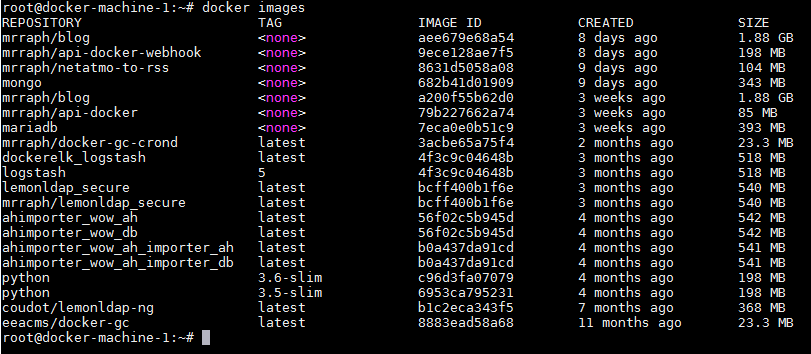 root@docker-machine-1:~# docker images
REPOSITORY TAG IMAGE ID CREATED SIZE
mrraph/blog <none> aee679e68a54 8 days ago 1.88 GB
mrraph/api-docker-webhook <none> 9ece128ae7f5 8 days ago 198 MB
mrraph/netatmo-to-rss <none> 8631d5058a08 9 days ago 104 MB
mongo <none> 682b41d01909 9 days ago 343 MB
mrraph/blog <none> a200f55b62d0 3 weeks ago 1.88 GB
mrraph/api-docker <none> 79b227662a74 3 weeks ago 85 MB
mariadb <none> 7eca0e0b51c9 3 weeks ago 393 MB
mrraph/docker-gc-crond latest 3acbe65a75f4 2 months ago 23.3 MB
dockerelk_logstash latest 4f3c9c04648b 3 months ago 518 MB
logstash 5 4f3c9c04648b 3 months ago 518 MB
lemonldap_secure latest bcff400b1f6e 3 months ago 540 MB
mrraph/lemonldap_secure latest bcff400b1f6e 3 months ago 540 MB
ahimporter_wow_ah latest 56f02c5b945d 4 months ago 542 MB
ahimporter_wow_db latest 56f02c5b945d 4 months ago 542 MB
ahimporter_wow_ah_importer_ah latest b0a437da91cd 4 months ago 541 MB
ahimporter_wow_ah_importer_db latest b0a437da91cd 4 months ago 541 MB
python 3.6-slim c96d3fa07079 4 months ago 198 MB
python 3.5-slim 6953ca795231 4 months ago 198 MB
coudot/lemonldap-ng latest b1c2eca343f5 7 months ago 368 MB
eeacms/docker-gc latest 8883ead58a68 11 months ago 23.3 MB
root@docker-machine-1:~#